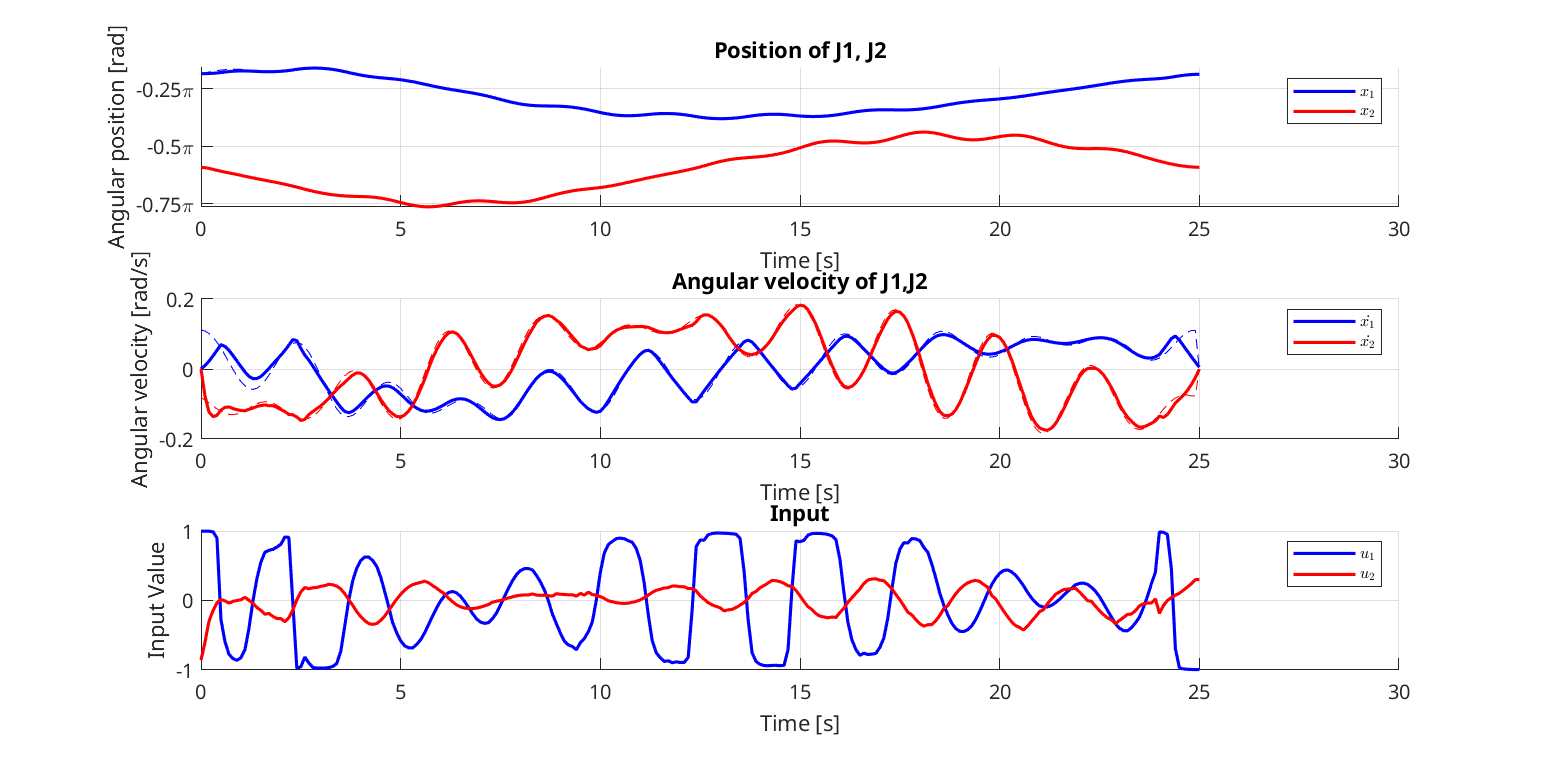 Position of J1, J2
Angular position [rad]
-0.25π
-0.5π
-0.75π
x₁
x₂
0 5 10 15 20 25 30
Time [s]
Angular velocity of J1,J2
Angular velocity [rad/s]
0.2
0
-0.2
ẋ₁
ẋ₂
0 5 10 15 20 25 30
Time [s]
Input
Input Value
1
0
-1
u₁
u₂
0 5 10 15 20 25 30
Time [s]